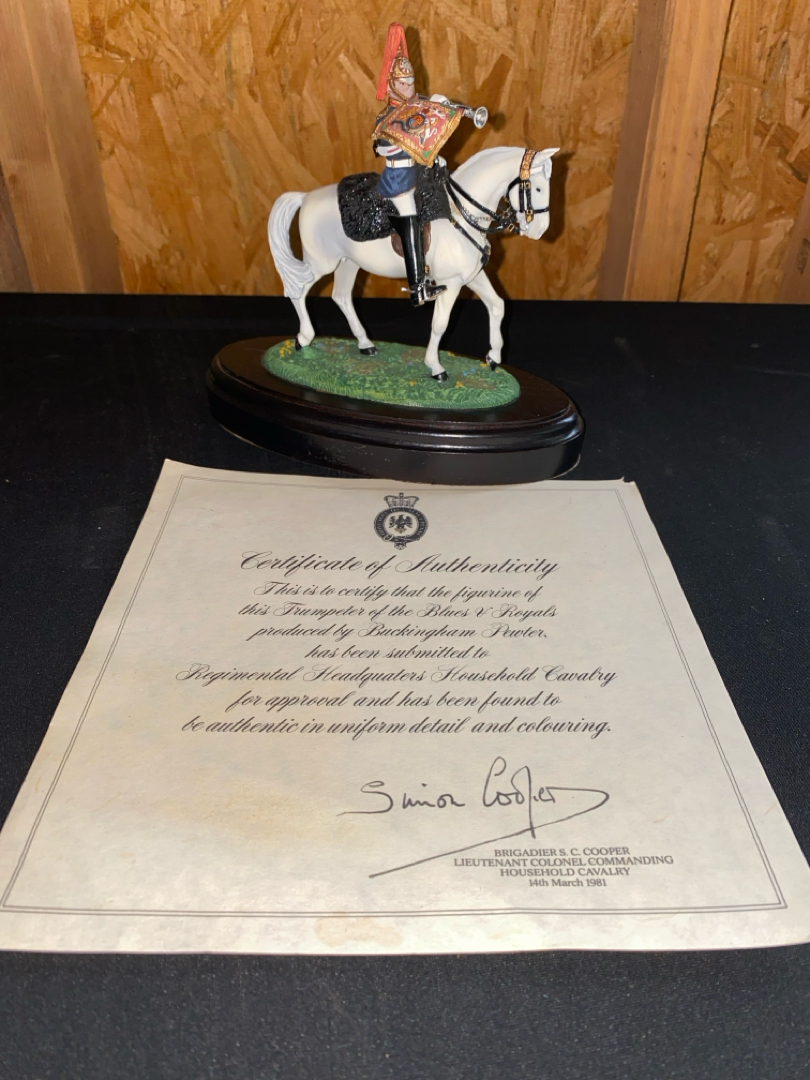 Certificate of Authenticity
This is to certify that the figurine of
this Trumpeter of the Blues & Royals
produced by Buckingham Pewter,
has been submitted to
Regimental Headquaters Household Cavalry
for approval and has been found to
be authentic in uniform detail and colouring.
Simon Cooper
BRIGADIER S. C. COOPER
LIEUTENANT COLONEL COMMANDING
HOUSEHOLD CAVALRY
14th March 1981